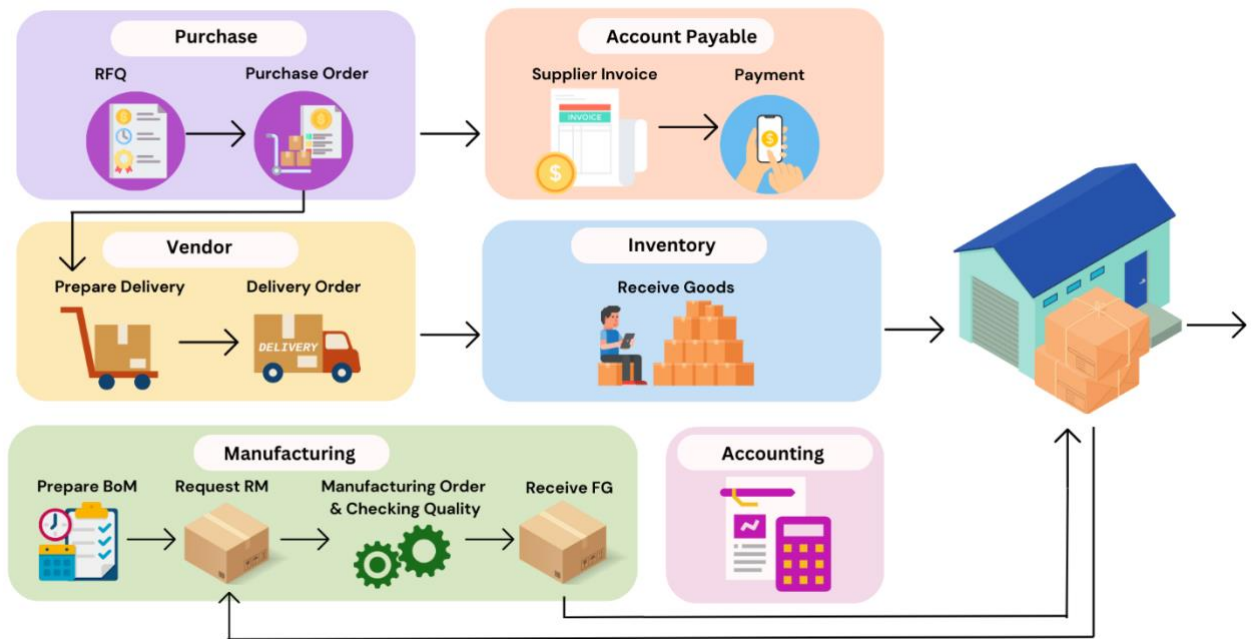 Purchase
RFQ
Purchase Order
Account Payable
Supplier Invoice
Payment
INVOICE
Vendor
Prepare Delivery
Delivery Order
DELIVERY
Inventory
Receive Goods
Manufacturing
Prepare BoM
Request RM
Manufacturing Order
& Checking Quality
Receive FG
Accounting